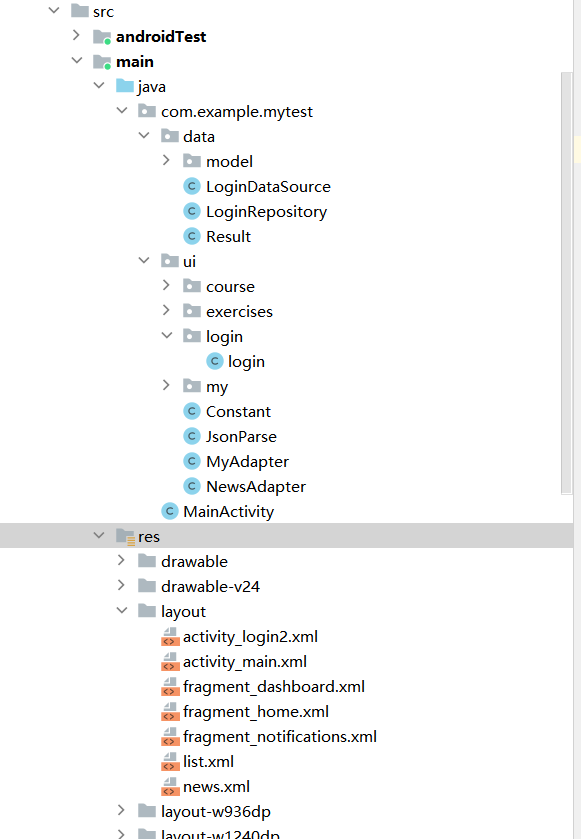 src
androidTest
main
java
com.example.mytest
data
model
LoginDataSource
LoginRepository
Result
ui
course
exercises
login
login
my
Constant
JsonParse
MyAdapter
NewsAdapter
MainActivity
res
drawable
drawable-v24
layout
activity_login2.xml
activity_main.xml
fragment_dashboard.xml
fragment_home.xml
fragment_notifications.xml
list.xml
news.xml
layout-w936dp
layout-w1240dp